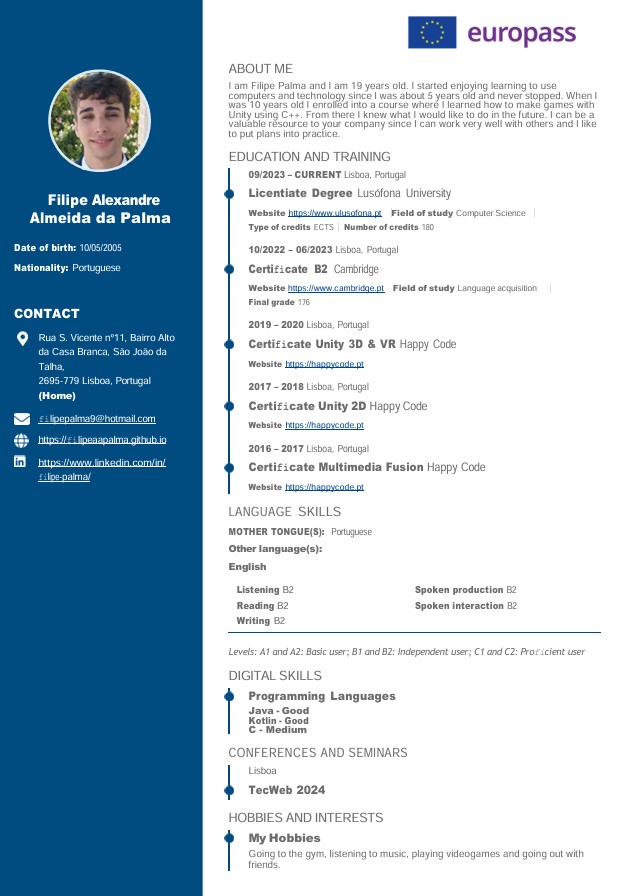 europass
Filipe Alexandre
Almeida da Palma
Date of birth: 10/05/2005
Nationality: Portuguese
CONTACT
Rua S. Vicente nº11, Bairro Alto
da Casa Branca, São João da
Talha,
2695-779 Lisboa, Portugal
(Home)
filipepalma9@hotmail.com
https://filipeaapalma.github.io
https://www.linkedin.com/in/
filipe-palma/
ABOUT ME
I am Filipe Palma and I am 19 years old. I started enjoying learning to use
computers and technology since I was about 5 years old and never stopped. When I
was 10 years old I enrolled into a course where I learned how to make games with
Unity using C++. From there I knew what I would like to do in the future. I can be a
valuable resource to your company since I can work very well with others and I like
to put plans into practice.
EDUCATION AND TRAINING
09/2023 – CURRENT Lisboa, Portugal
Licentiate Degree Lusófona University
Website https://www.ulusofona.pt Field of study Computer Science |
Type of credits ECTS | Number of credits 180
10/2022 – 06/2023 Lisboa, Portugal
Certificate B2 Cambridge
Website https://www.cambridge.pt Field of study Language acquisition |
Final grade 176
2019 – 2020 Lisboa, Portugal
Certificate Unity 3D & VR Happy Code
Website https://happycode.pt
2017 – 2018 Lisboa, Portugal
Certificate Unity 2D Happy Code
Website https://happycode.pt
2016 – 2017 Lisboa, Portugal
Certificate Multimedia Fusion Happy Code
Website https://happycode.pt
LANGUAGE SKILLS
MOTHER TONGUE(S): Portuguese
Other language(s):
English
Listening B2 Spoken production B2
Reading B2 Spoken interaction B2
Writing B2
Levels: A1 and A2: Basic user; B1 and B2: Independent user; C1 and C2: Proficient user
DIGITAL SKILLS
Programming Languages
Java - Good
Kotlin - Good
C - Medium
CONFERENCES AND SEMINARS
Lisboa
TecWeb 2024
HOBBIES AND INTERESTS
My Hobbies
Going to the gym, listening to music, playing videogames and going out with
friends.